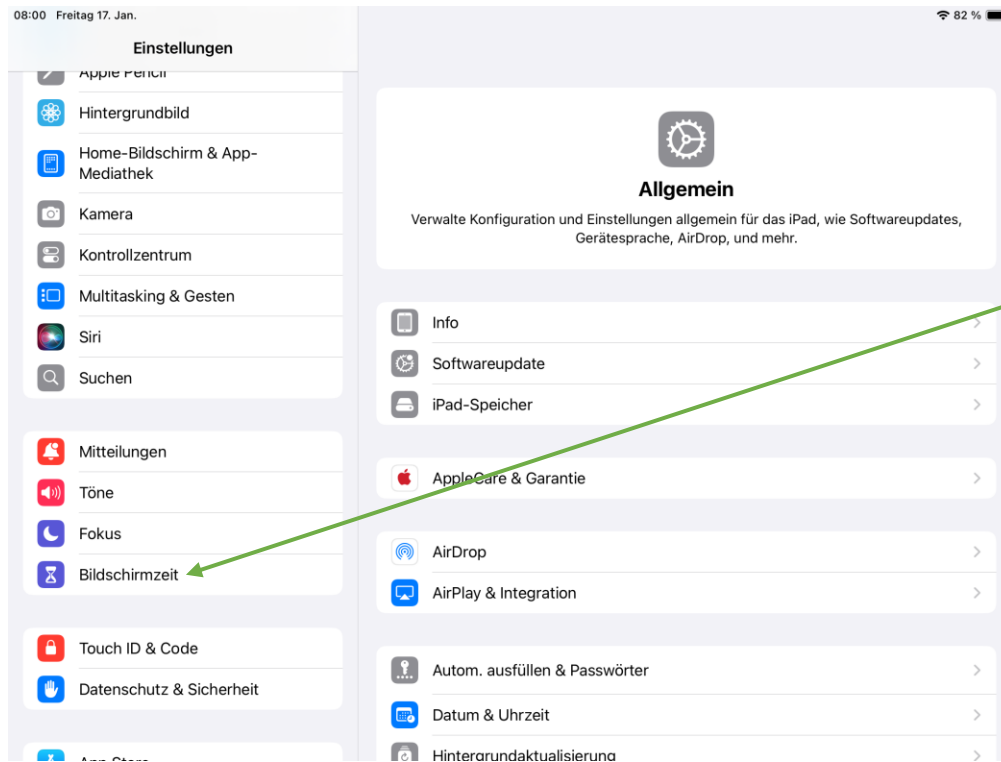 08:00 Freitag 17. Jan.
82 %
Einstellungen
Apple Pencil
Hintergrundbild
Home-Bildschirm & App-
Mediathek
Kamera
Kontrollzentrum
Multitasking & Gesten
Siri
Suchen
Mitteilungen
Töne
Fokus
Bildschirmzeit
Touch ID & Code
Datenschutz & Sicherheit
App Store
Allgemein
Verwalte Konfiguration und Einstellungen allgemein für das iPad, wie Softwareupdates,
Gerätesprache, AirDrop, und mehr.
Info
Softwareupdate
iPad-Speicher
AppleCare & Garantie
AirDrop
AirPlay & Integration
Autom. ausfüllen & Passwörter
Datum & Uhrzeit
Hintergrundaktualisierung